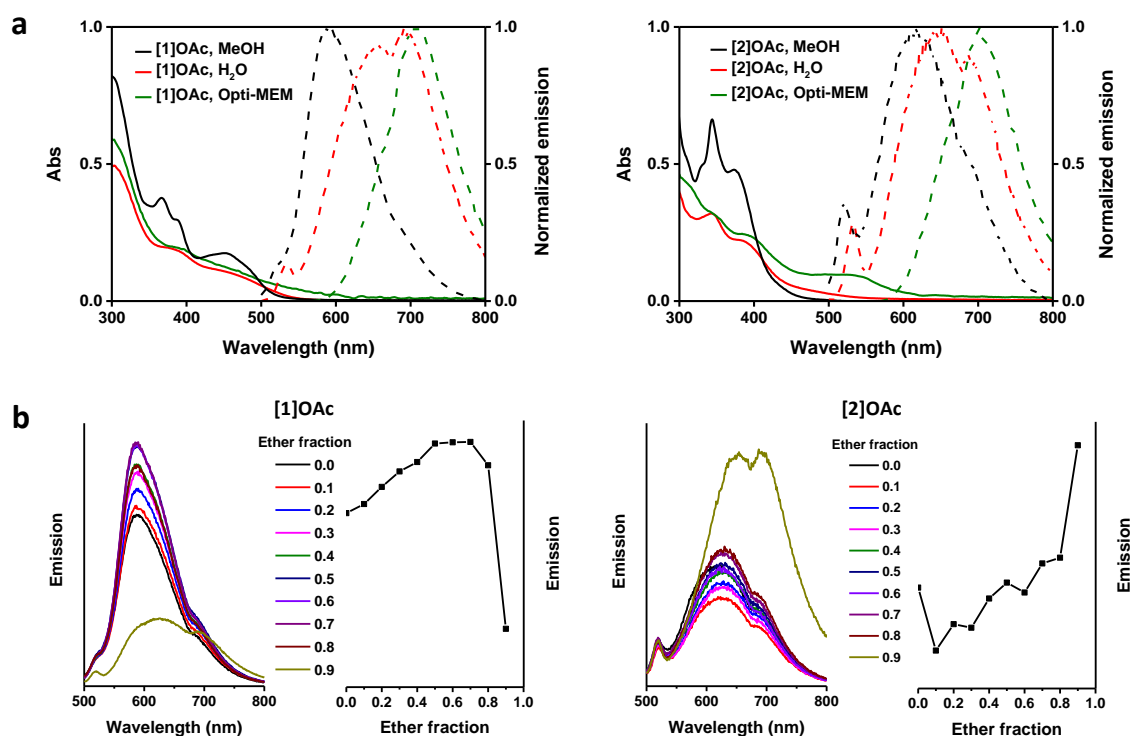 a
1.0
0.5
0.0
Abs
[1]OAc, MeOH
[1]OAc, H₂O
[1]OAc, Opti-MEM
1.0
0.5
0.0
Normalized emission
300 400 500 600 700 800
Wavelength (nm)
1.0
0.5
0.0
Abs
[2]OAc, MeOH
[2]OAc, H₂O
[2]OAc, Opti-MEM
1.0
0.5
0.0
Normalized emission
300 400 500 600 700 800
Wavelength (nm)
b
[1]OAc
Emission
500 600 700 800
Wavelength (nm)
Ether fraction
0.0
0.1
0.2
0.3
0.4
0.5
0.6
0.7
0.8
0.9
0.0 0.2 0.4 0.6 0.8 1.0
Ether fraction
Emission
[2]OAc
Emission
500 600 700 800
Wavelength (nm)
Ether fraction
0.0
0.1
0.2
0.3
0.4
0.5
0.6
0.7
0.8
0.9
0.0 0.2 0.4 0.6 0.8 1.0
Ether fraction
Emission